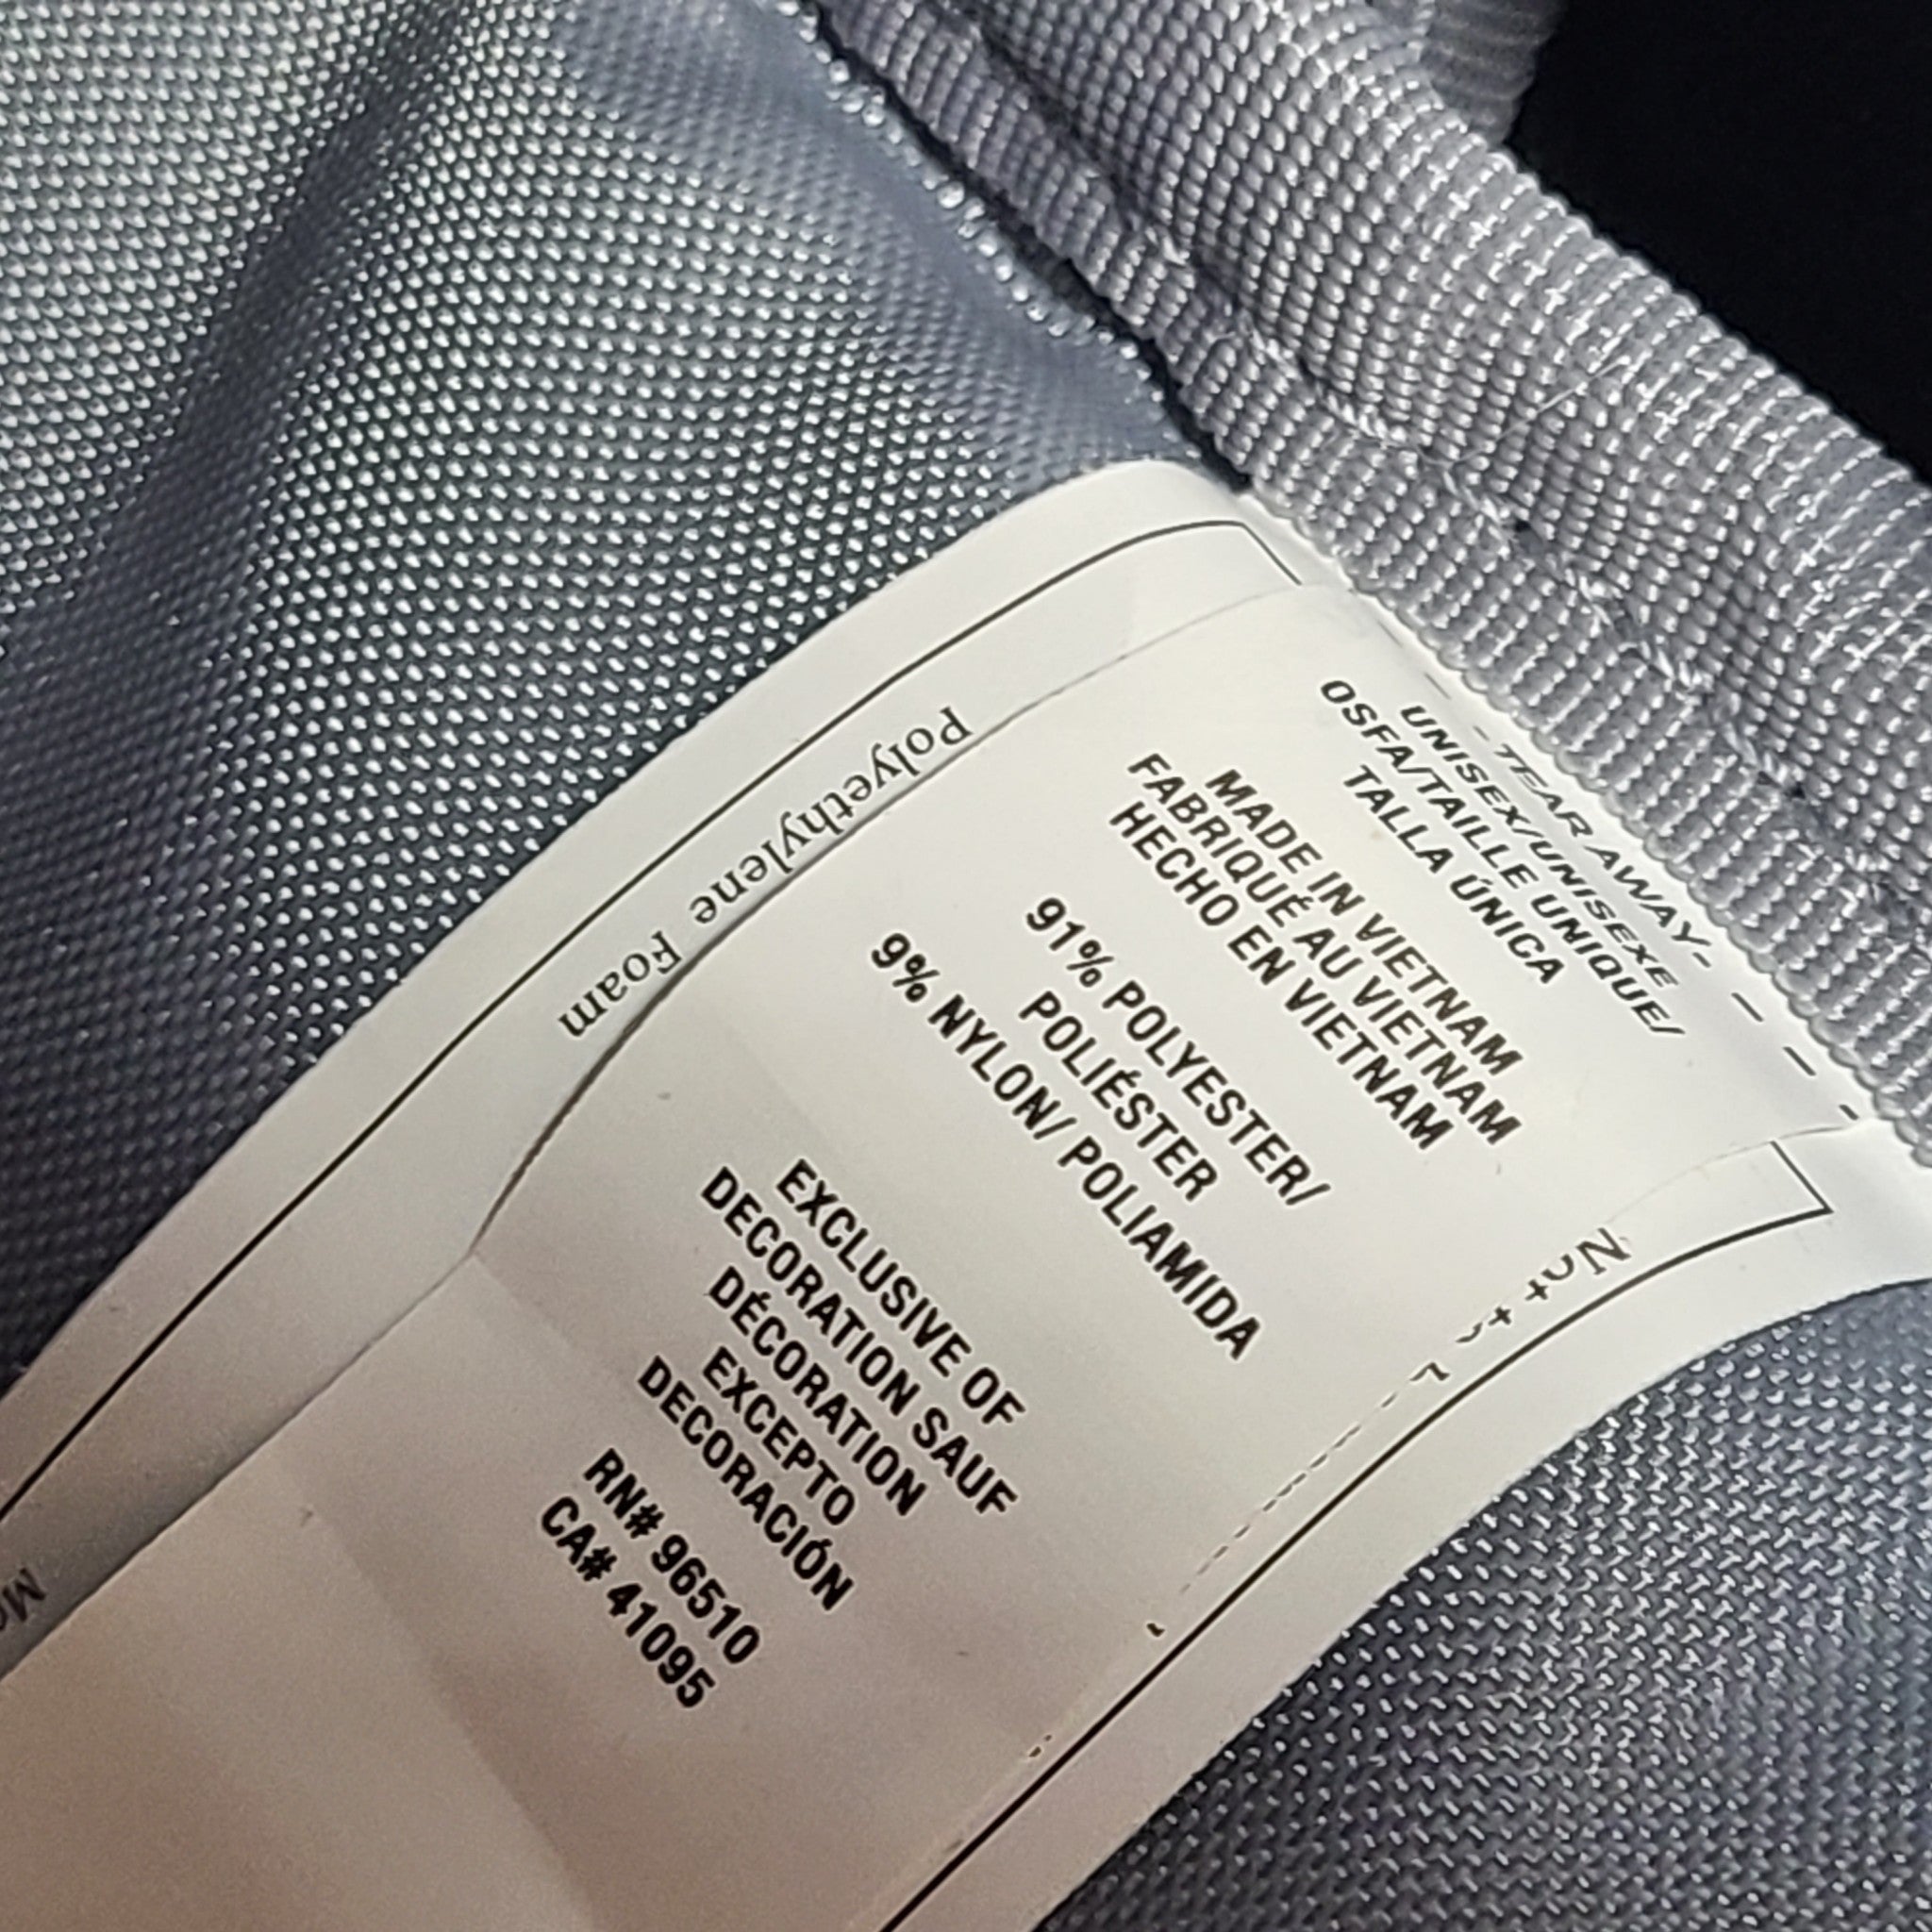 - TEAR AWAY -
UNISEX/UNISEXE
OSFA/TAILLE UNIQUE/
TALLA ÚNICA
MADE IN VIETNAM
FABRIQUÉ AU VIETNAM
HECHO EN VIETNAM
91% POLYESTER/
POLIÉSTER
9% NYLON/ POLIAMIDA
EXCLUSIVE OF
DECORATION SAUF
DÉCORATION
EXCEPTO
DECORACIÓN
RN# 96510
CA# 41095
Polyethylene Foam